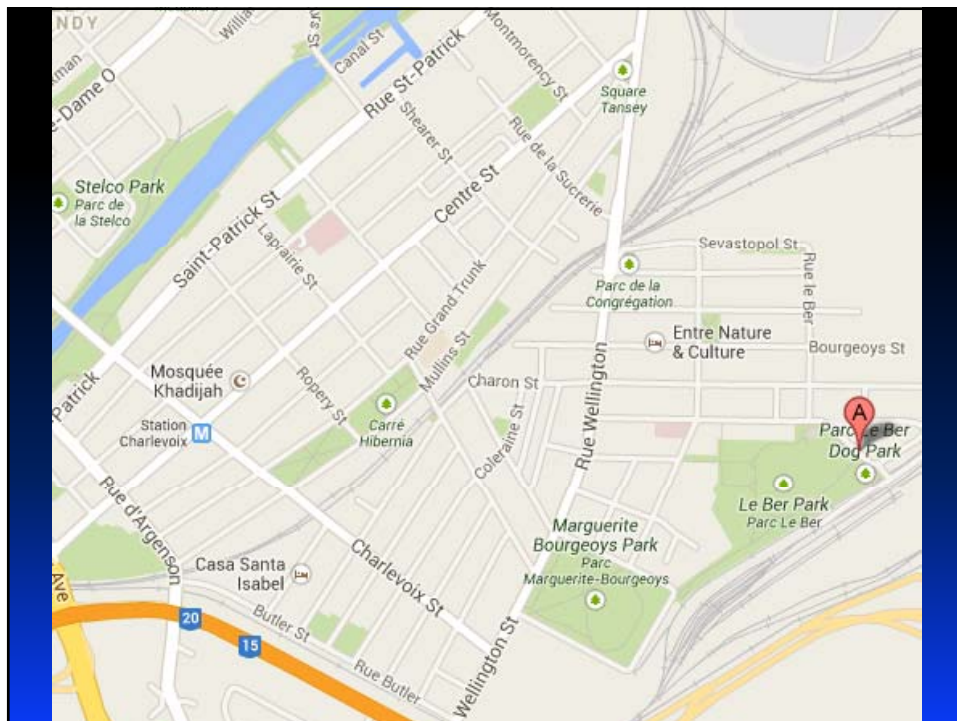 NDY
William
Canal St
Rue St-Patrick
Montmorency St
Square
Tansey
Shearer St
Rue de la Sucrerie
Stelco Park
Parc de
la Stelco
Centre St
Saint-Patrick St
Laprairie St
Sevastopol St
Rue le Ber
Parc de la
Congrégation
Rue Grand Trunk
Mullins St
Entre Nature
& Culture
Bourgeoys St
Mosquée
Khadijah
Ropery St
Charon St
Rue Wellington
Patrick
Station
Charlevoix
M
Carré
Hibernia
Coleraine St
A
Parc Le Ber
Dog Park
Le Ber Park
Parc Le Ber
Rue d'Argenson
Marguerite
Bourgeoys Park
Parc
Marguerite-Bourgeoys
Charlevoix St
Casa Santa
Isabel
Ave
20
15
Butler St
Rue Butler
Wellington St